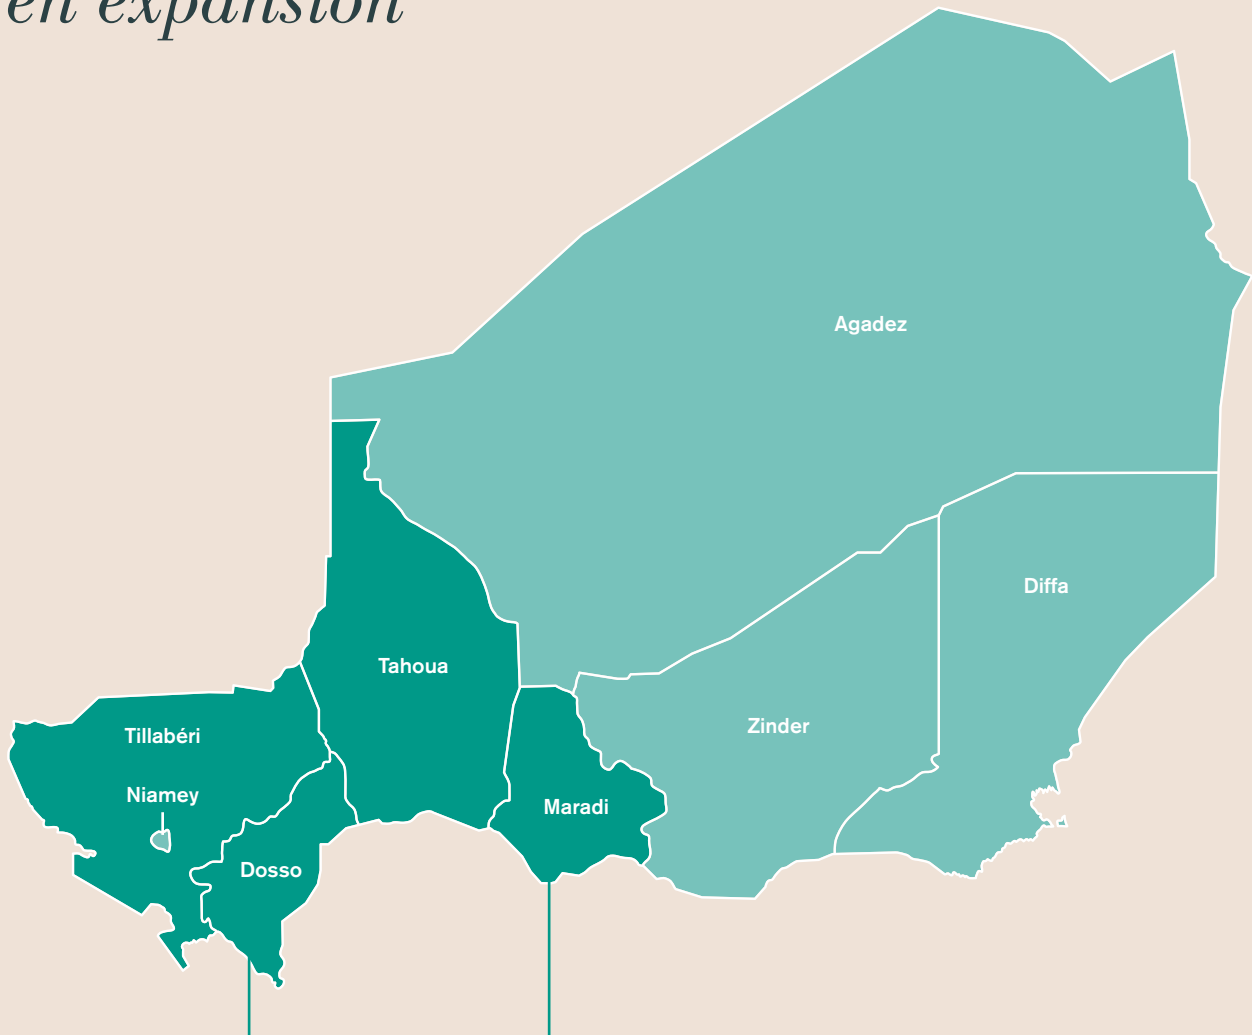 en expansion
Agadez
Diffa
Tahoua
Zinder
Tillabéri
Niamey
Maradi
Dosso